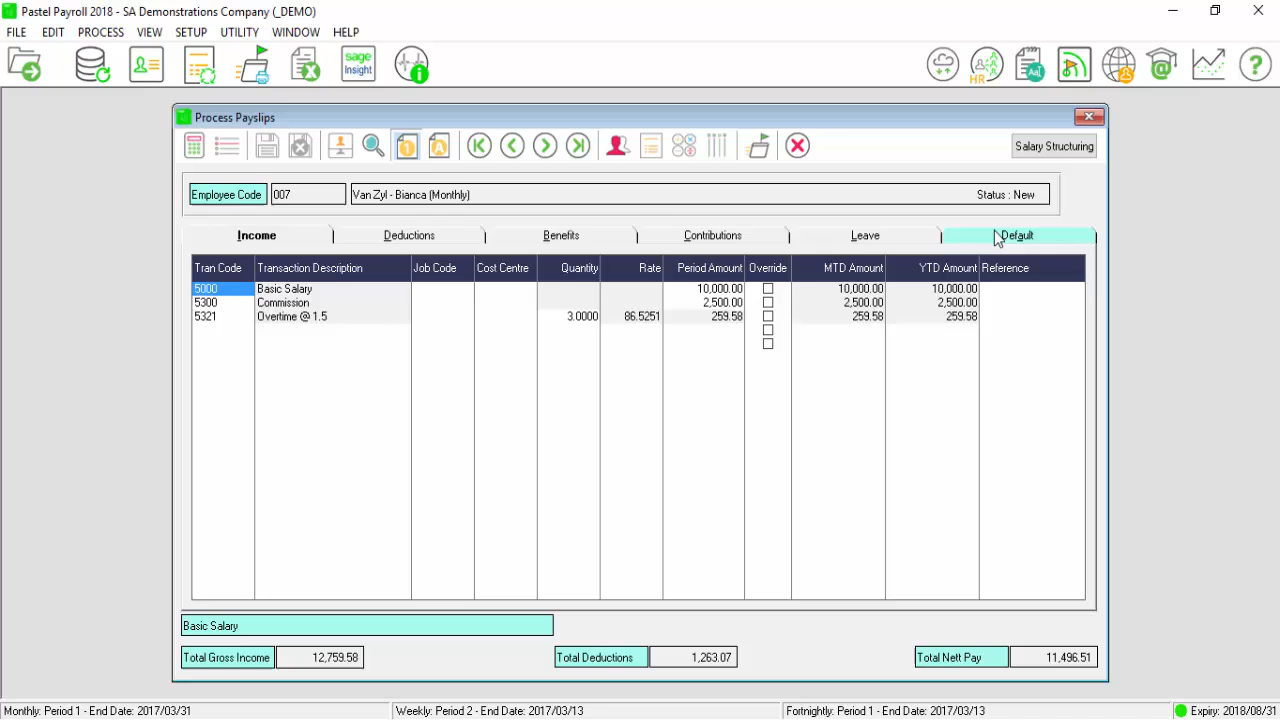 Pastel Payroll 2018 - SA Demonstrations Company (_DEMO)
FILE EDIT PROCESS VIEW SETUP UTILITY WINDOW HELP
sage
Insight
HR
Aa
Process Payslips
1 A Salary Structuring
Employee Code 007 Van Zyl - Bianca (Monthly) Status : New
Income Deductions Benefits Contributions Leave Default
Tran Code Transaction Description Job Code Cost Centre Quantity Rate Period Amount Override MTD Amount YTD Amount Reference
5000 Basic Salary 10,000.00 10,000.00 10,000.00
5300 Commission 2,500.00 2,500.00 2,500.00
5321 Overtime @ 1.5 3.0000 86.5251 259.58 259.58 259.58
Basic Salary
Total Gross Income 12,759.58 Total Deductions 1,263.07 Total Nett Pay 11,496.51
Monthly: Period 1 - End Date: 2017/03/31 Weekly: Period 2 - End Date: 2017/03/13 Fortnightly: Period 1 - End Date: 2017/03/13 Expiry: 2018/08/31